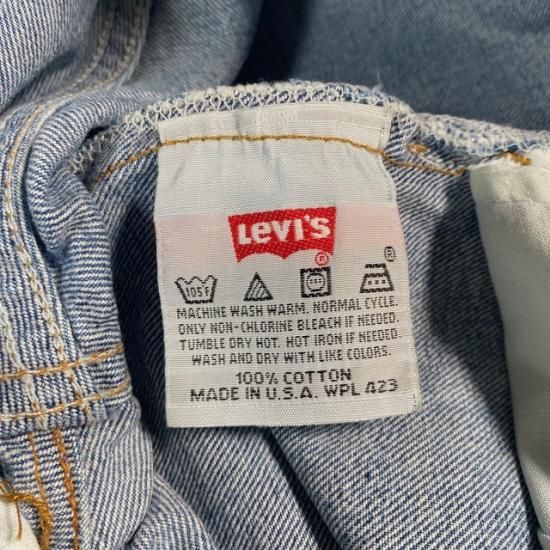 Levi's
®
®
105F
MACHINE WASH WARM. NORMAL CYCLE.
ONLY NON-CHLORINE BLEACH IF NEEDED.
TUMBLE DRY HOT. HOT IRON IF NEEDED.
WASH AND DRY WITH LIKE COLORS.
100% COTTON
MADE IN U.S.A. WPL 423